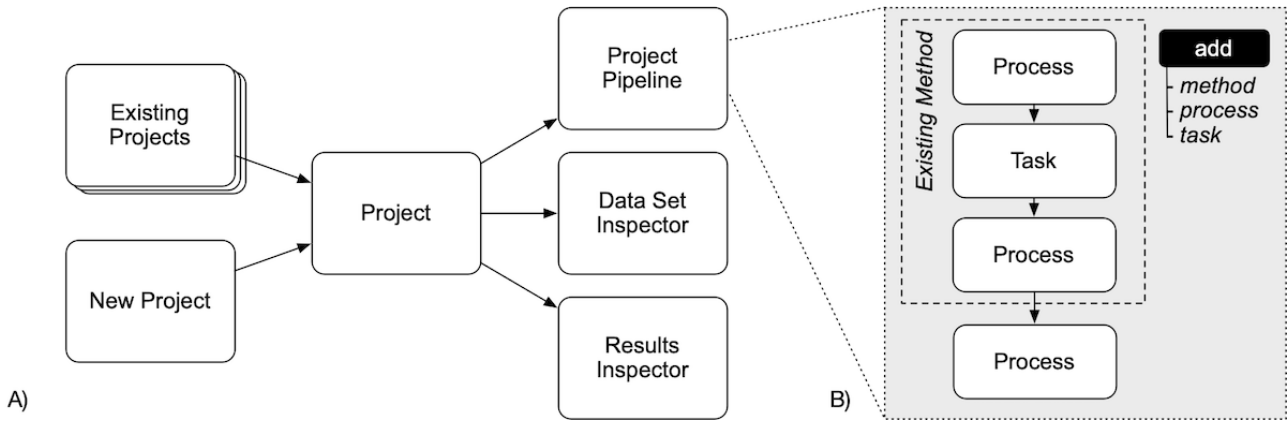 Existing
Projects
New Project
Project
Project
Pipeline
Data Set
Inspector
Results
Inspector
A)
Existing Method
Process
Task
Process
Process
add
method
process
task
B)